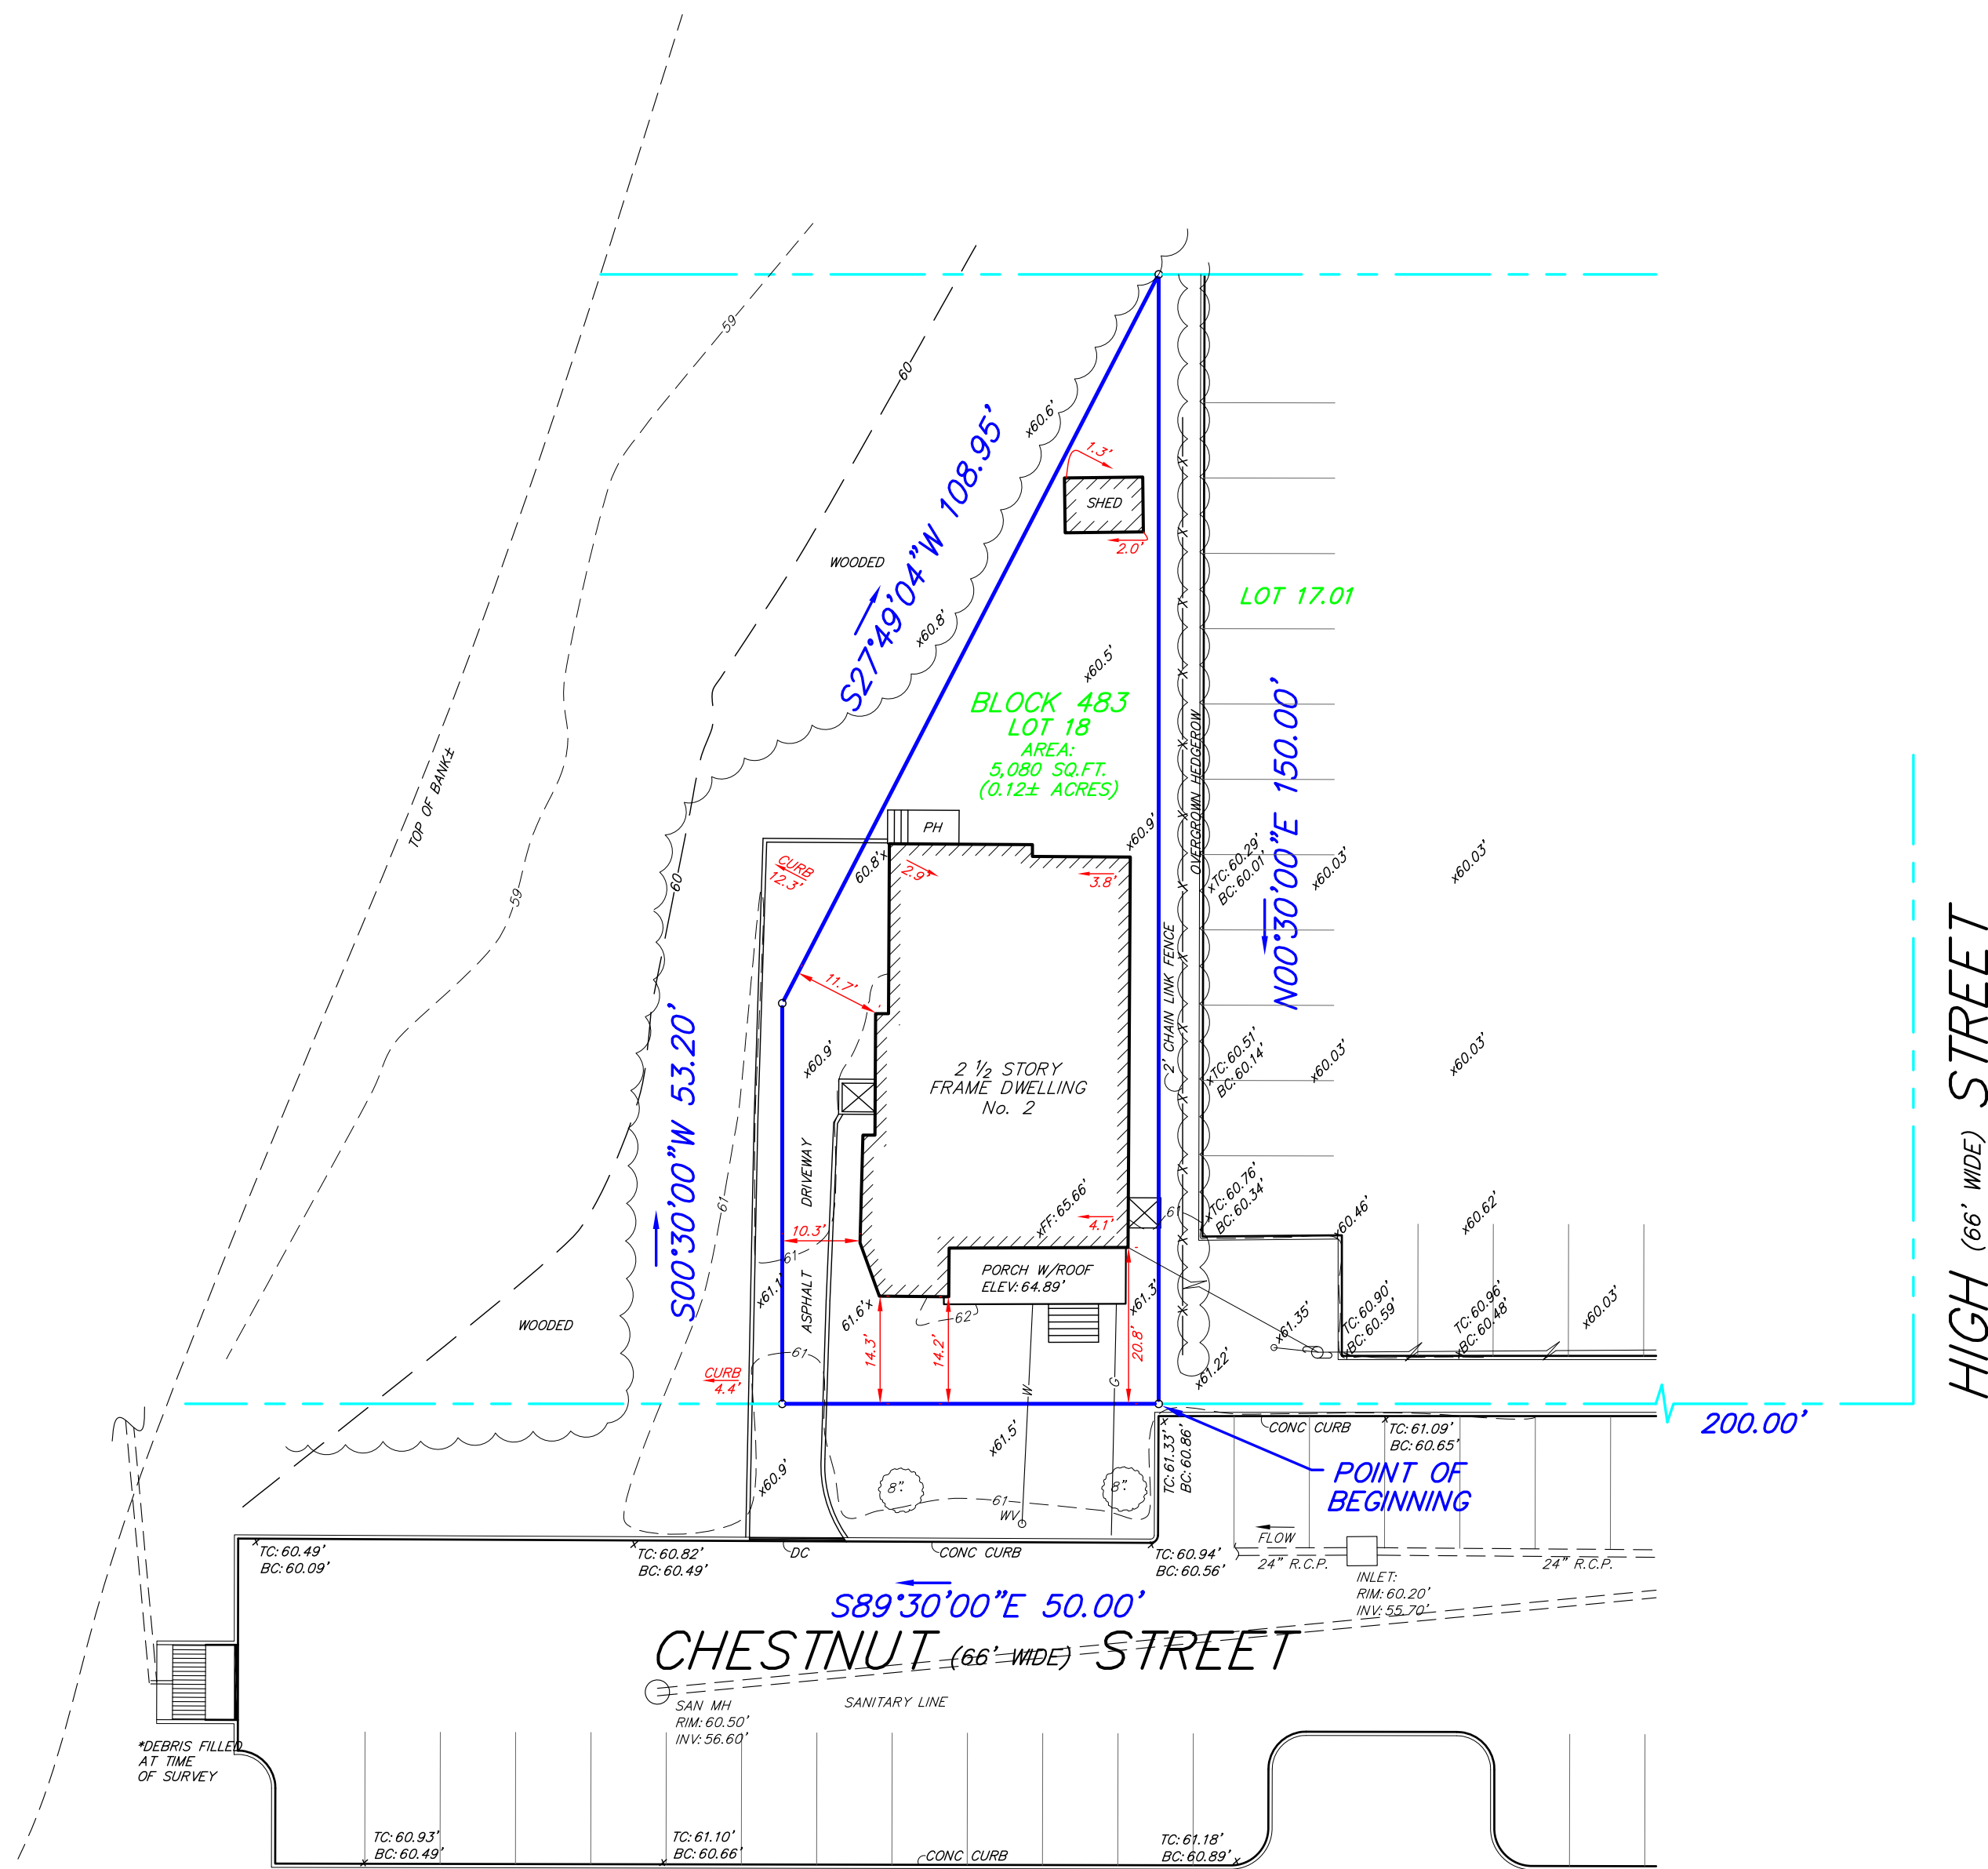 59
60
x60.6'
1.3'
SHED
2.0'
WOODED
S27°49'04"W 108.95'
x60.8'
LOT 17.01
x60.5'
BLOCK 483
LOT 18
AREA:
5,080 SQ.FT.
(0.12± ACRES)
TOP OF BANK±
OVERGROWN HEDGEROW
N00°30'00"E 150.00'
PH
x60.9'
CURB
12.3'
60.8'x
2.9'
3.8'
xTC: 60.29'
BC: 60.01'
x60.03'
x60.03'
60
59
11.7'
2' CHAIN LINK FENCE
HIGH (66' WIDE) STREET
S00°30'00"W 53.20'
x60.9'
2 ½ STORY
FRAME DWELLING
No. 2
xTC: 60.51'
BC: 60.14'
x60.03'
x60.03'
ASPHALT DRIVEWAY
61
xFF: 65.66'
4.1'
10.3'
61
61
xTC: 60.76'
BC: 60.34'
x60.46'
x60.62'
PORCH W/ROOF
ELEV: 64.89'
x61.1'
61.6'x
62
x61.3'
WOODED
14.3'
14.2'
20.8'
61
x61.35'
TC: 60.90'
xBC: 60.59'
TC: 60.96'
xBC: 60.48'
x60.03'
CURB
4.4'
W
G
x61.22'
200.00'
x61.5'
x60.9'
8"
8"
61
WV
TC: 61.33'
BC: 60.86'
x
CONC CURB
x
TC: 61.09'
BC: 60.65'
POINT OF
BEGINNING
FLOW
24" R.C.P.
24" R.C.P.
INLET:
RIM: 60.20'
INV: 55.70'
xTC: 60.49'
BC: 60.09'
xTC: 60.82'
BC: 60.49'
DC
CONC CURB
xTC: 60.94'
BC: 60.56'
S89°30'00"E 50.00'
CHESTNUT (66' WIDE) STREET
SAN MH
RIM: 60.50'
INV: 56.60'
SANITARY LINE
*DEBRIS FILLED
AT TIME
OF SURVEY
TC: 60.93'
xBC: 60.49'
TC: 61.10'
xBC: 60.66'
CONC CURB
TC: 61.18'
BC: 60.89'x